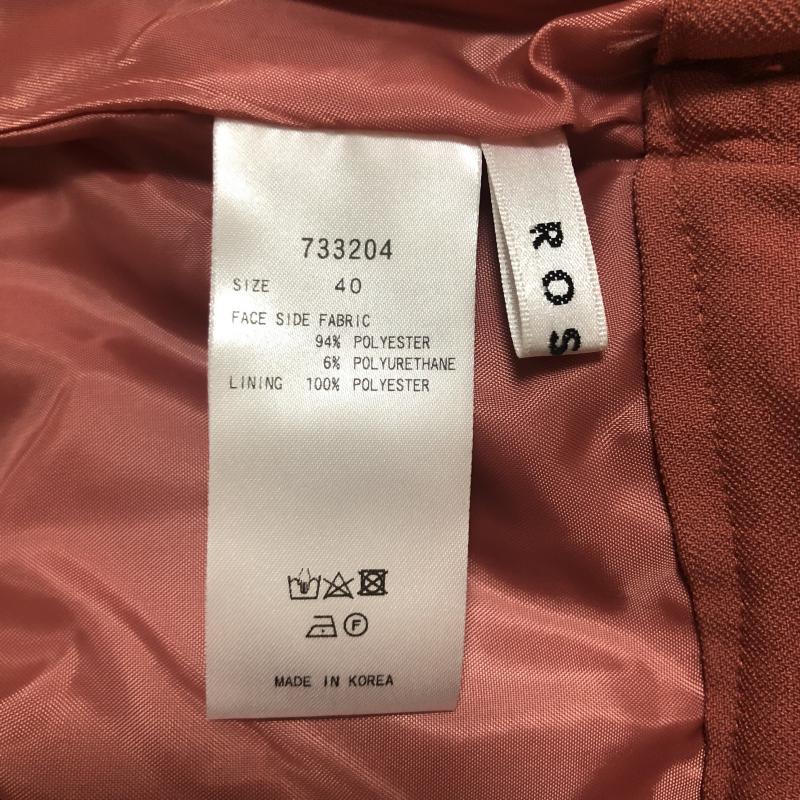 733204
SIZE 40
FACE SIDE FABRIC
94% POLYESTER
6% POLYURETHANE
LINING 100% POLYESTER
F
MADE IN KOREA
ROS